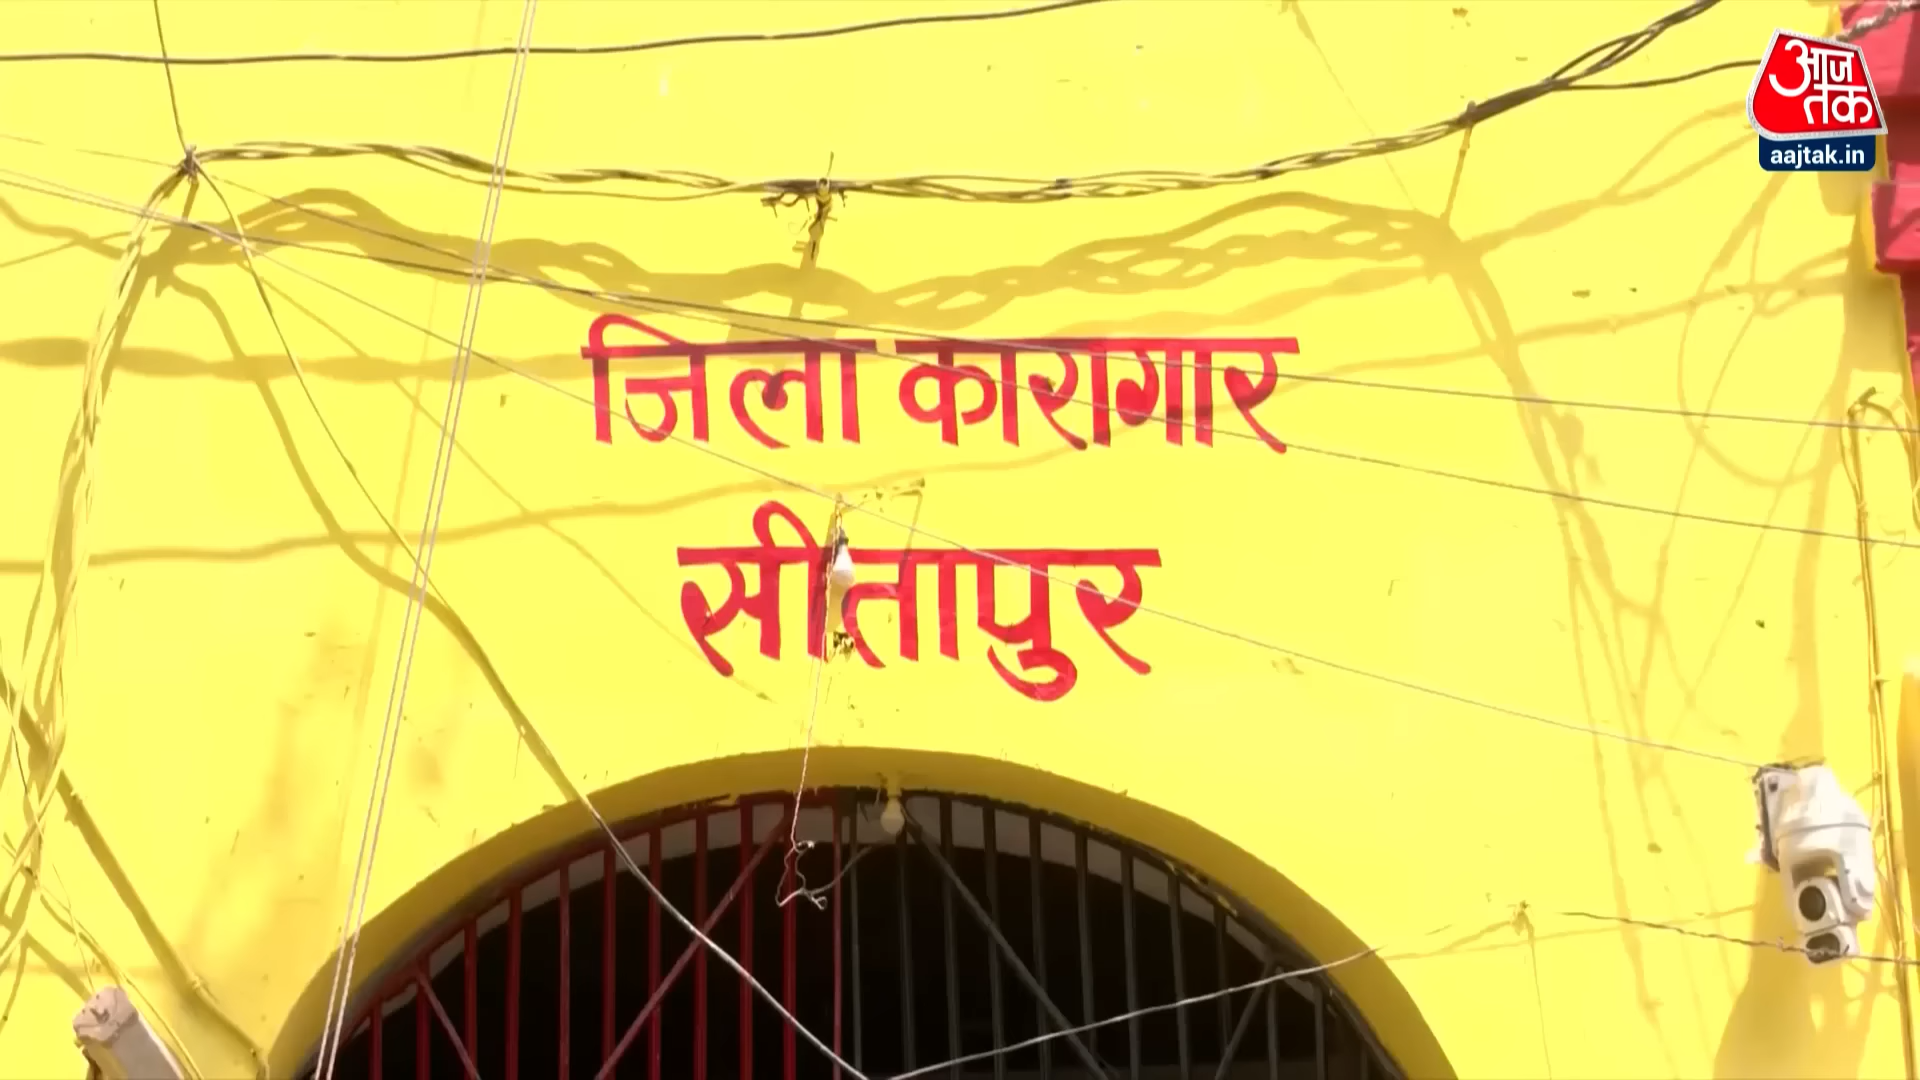 आज
तक
aajtak.in
जिला कारागार
सीतापुर